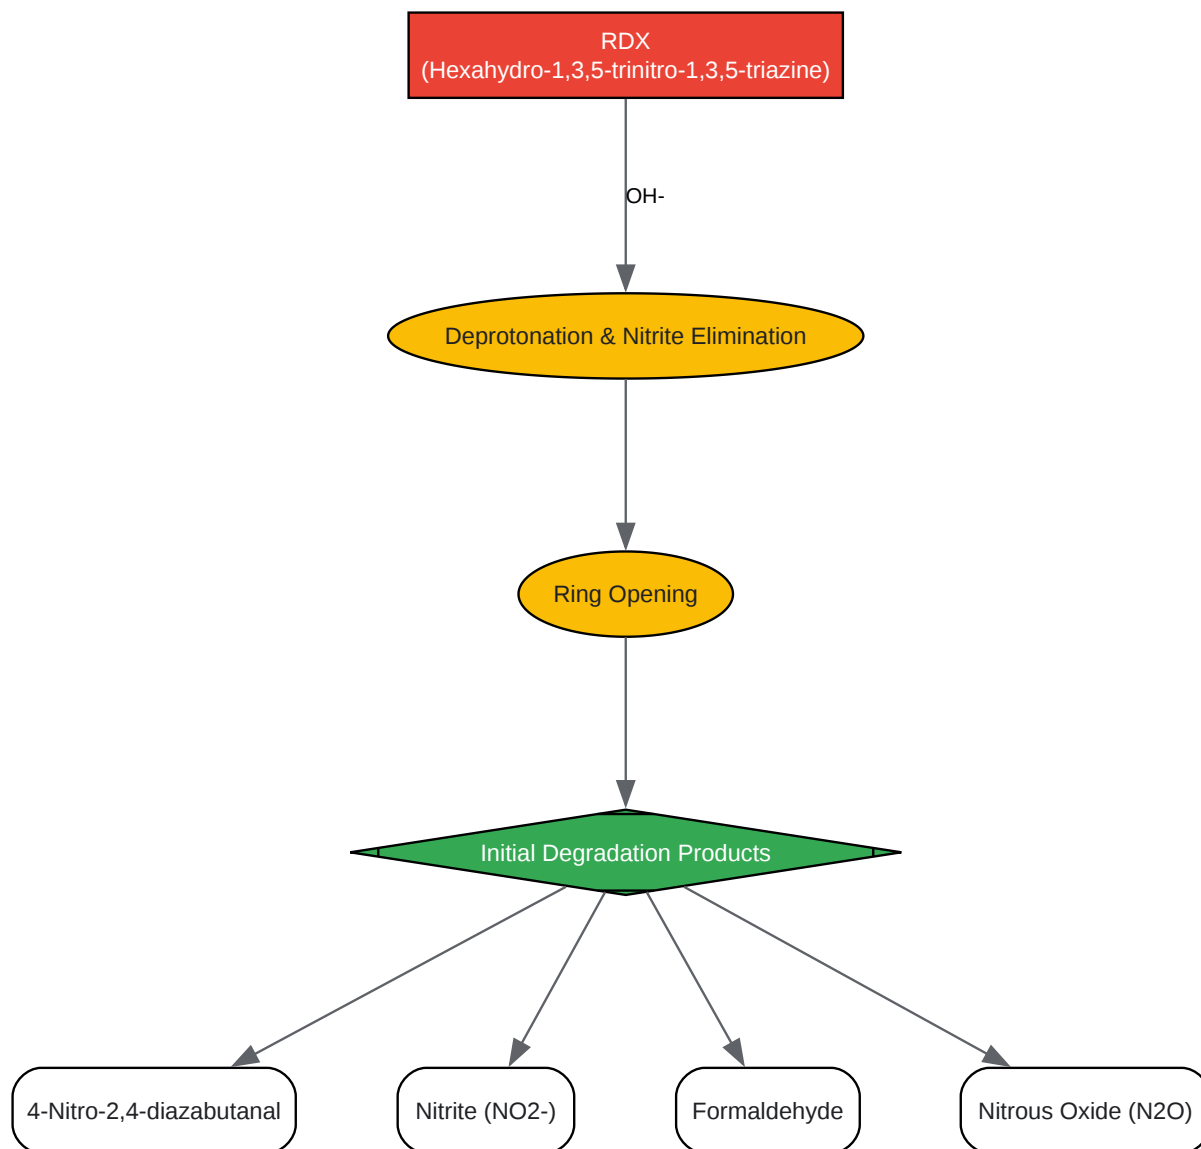 RDX
(Hexahydro-1,3,5-trinitro-1,3,5-triazine)
OH-
Deprotonation & Nitrite Elimination
Ring Opening
Initial Degradation Products
4-Nitro-2,4-diazabutanal
Nitrite (NO2-)
Formaldehyde
Nitrous Oxide (N2O)